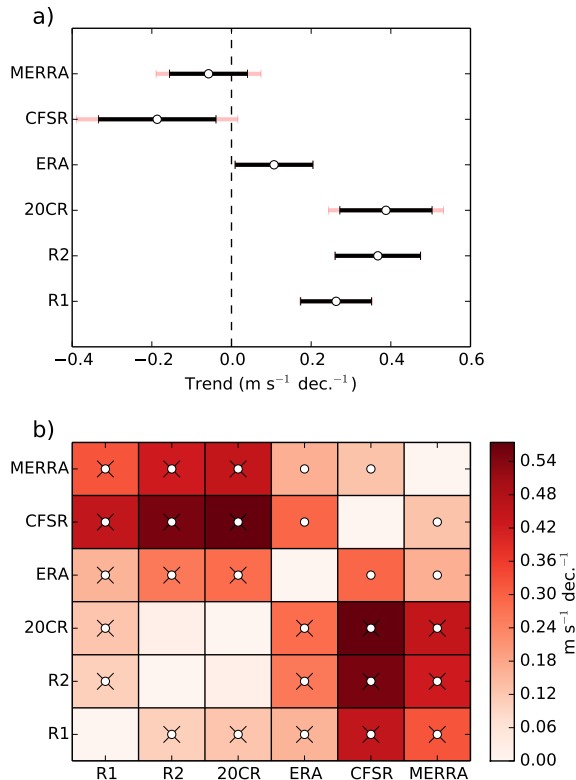 a)
MERRA
CFSR
ERA
20CR
R2
R1
−0.4 −0.2 0.0 0.2 0.4 0.6
Trend (m s⁻¹ dec.⁻¹)
b)
MERRA
CFSR
ERA
20CR
R2
R1
R1 R2 20CR ERA CFSR MERRA
0.54
0.48
0.42
0.36
0.30
0.24
0.18
0.12
0.06
0.00
m s⁻¹ dec.⁻¹